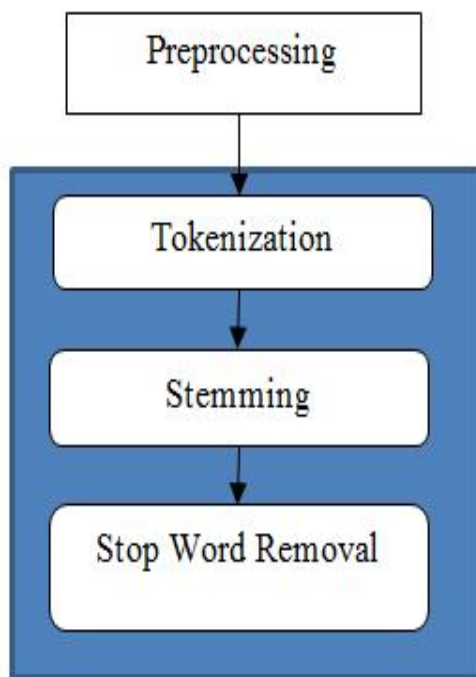 Preprocessing
Tokenization
Stemming
Stop Word Removal